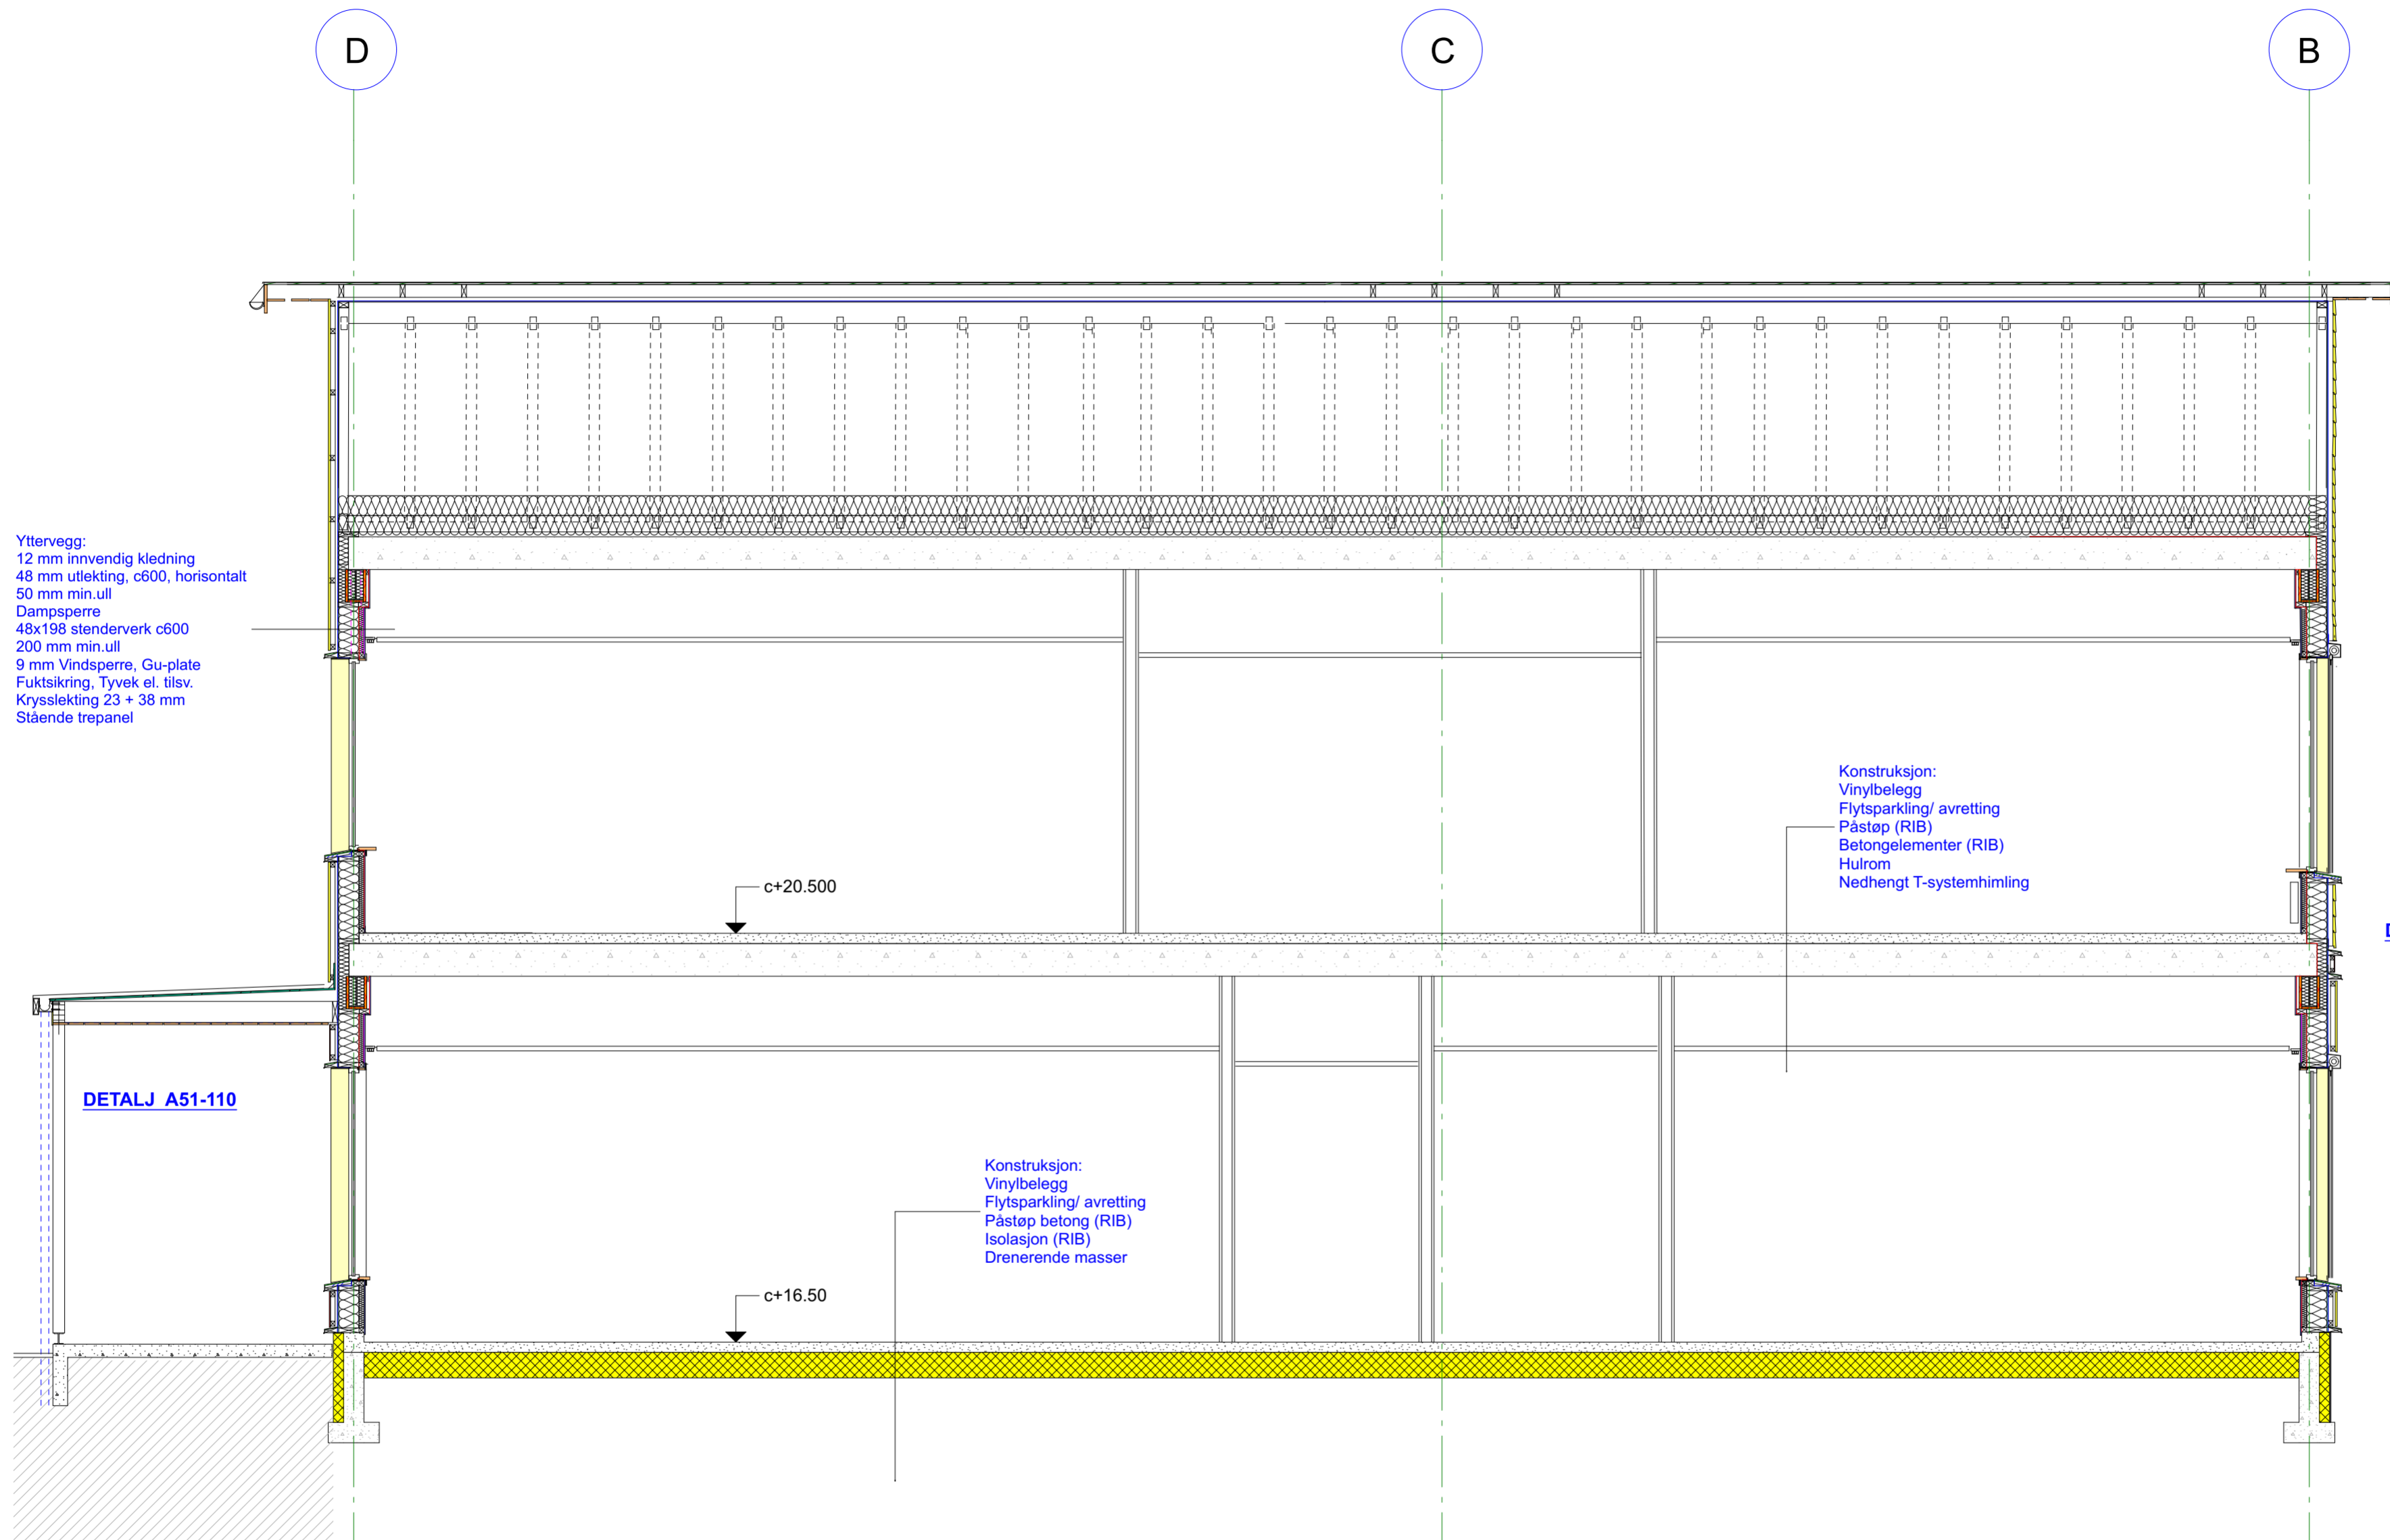 D
C
B
Yttervegg:
12 mm innvendig kledning
48 mm utlekting, c600, horisontalt
50 mm min.ull
Dampsperre
48x198 stenderverk c600
200 mm min.ull
9 mm Vindsperre, Gu-plate
Fuktsikring, Tyvek el. tilsv.
Krysslekting 23 + 38 mm
Stående trepanel
Konstruksjon:
Vinylbelegg
Flytsparkling/ avretting
Påstøp (RIB)
Betongelementer (RIB)
Hulrom
Nedhengt T-systemhimling
c+20.500
DETALJ A51-110
Konstruksjon:
Vinylbelegg
Flytsparkling/ avretting
Påstøp betong (RIB)
Isolasjon (RIB)
Drenerende masser
c+16.50